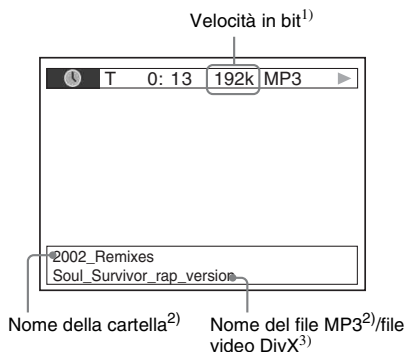 Velocità in bit1)
T 0: 13 192k MP3
2002_Remixes
Soul_Survivor_rap_version
Nome della cartella2)
Nome del file MP32)/file
video DivX3)